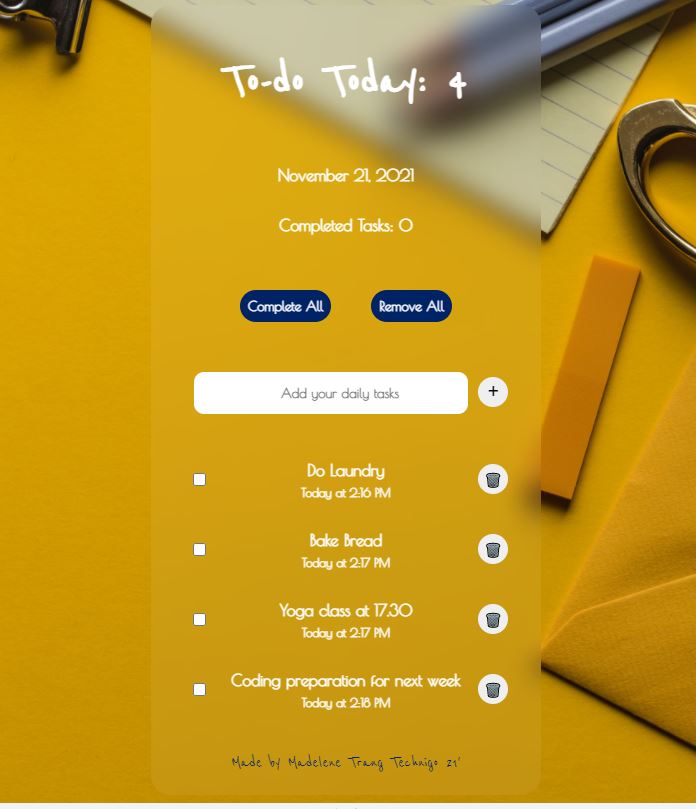 To-do Today: 4
November 21, 2021
Completed Tasks: 0
Complete All Remove All
Add your daily tasks +
Do Laundry
Today at 2:16 PM
Bake Bread
Today at 2:17 PM
Yoga class at 17.30
Today at 2:17 PM
Coding preparation for next week
Today at 2:18 PM
Made by Madelene Trang Technigo 21'